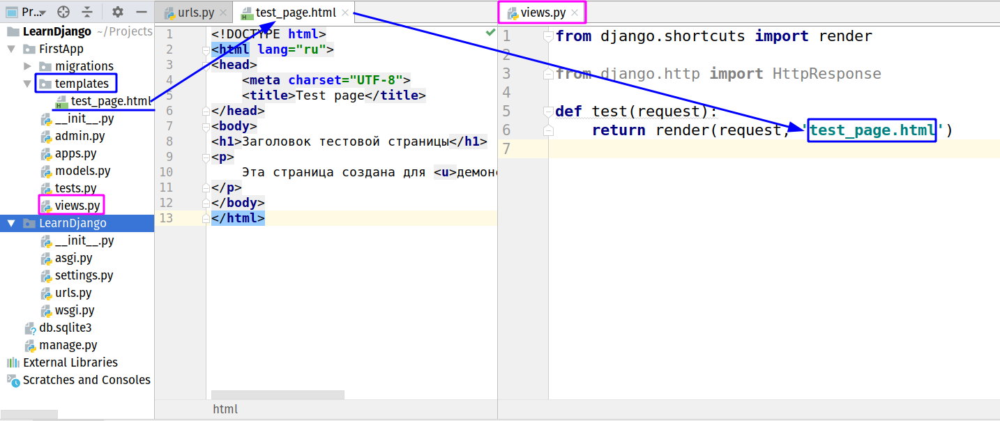 Pr...
LearnDjango ~/Projects
FirstApp
migrations
templates
test_page.html
__init__.py
admin.py
apps.py
models.py
tests.py
views.py
LearnDjango
__init__.py
asgi.py
settings.py
urls.py
wsgi.py
db.sqlite3
manage.py
External Libraries
Scratches and Consoles
urls.py
test_page.html
1 <!DOCTYPE html>
2 <html lang="ru">
3 <head>
4 <meta charset="UTF-8">
5 <title>Test page</title>
6 </head>
7 <body>
8 <h1>Заголовок тестовой страницы</h1>
9 <p>
10 Эта страница создана для <u>демон
11 </p>
12 </body>
13 </html>
html
views.py
1 from django.shortcuts import render
2
3 from django.http import HttpResponse
4
5 def test(request):
6 return render(request, 'test_page.html')
7